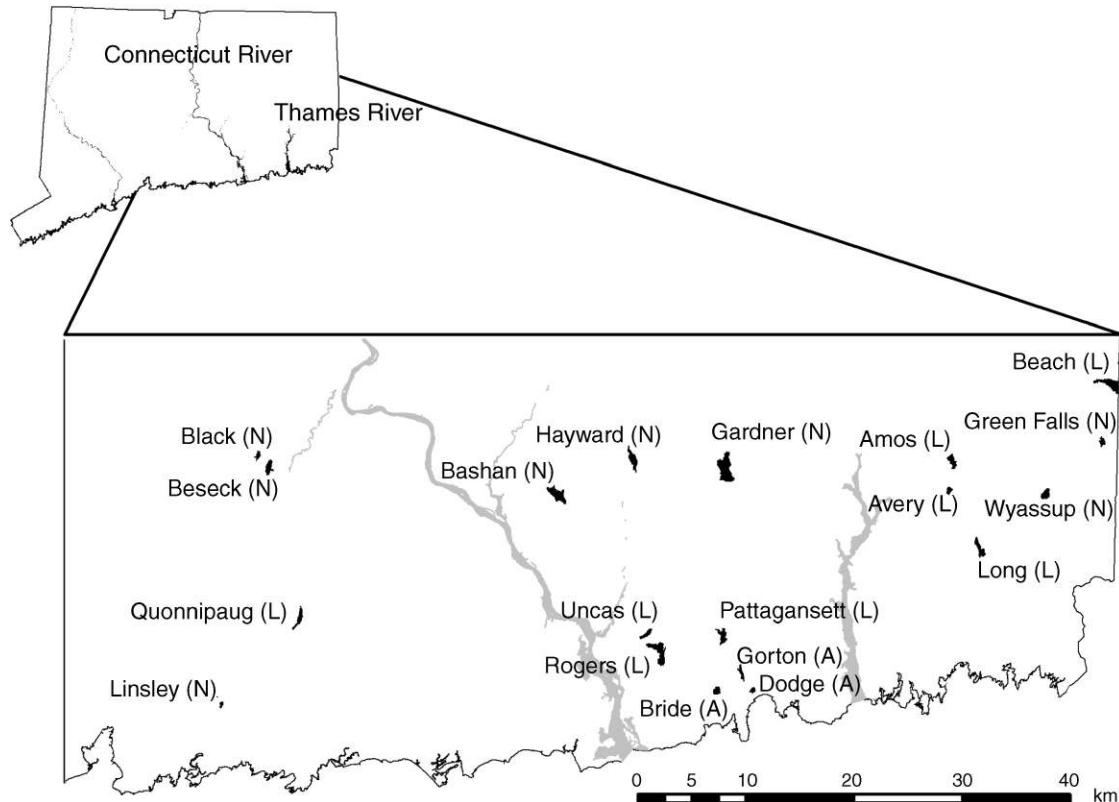 Connecticut River
Thames River
Beach (L)
Green Falls (N)
Black (N)
Hayward (N)
Gardner (N)
Amos (L)
Bashan (N)
Beseck (N)
Avery (L)
Wyassup (N)
Long (L)
Quonnipaug (L)
Uncas (L)
Pattagansett (L)
Rogers (L)
Gorton (A)
Linsley (N)
Dodge (A)
Bride (A)
0 5 10 20 30 40
km